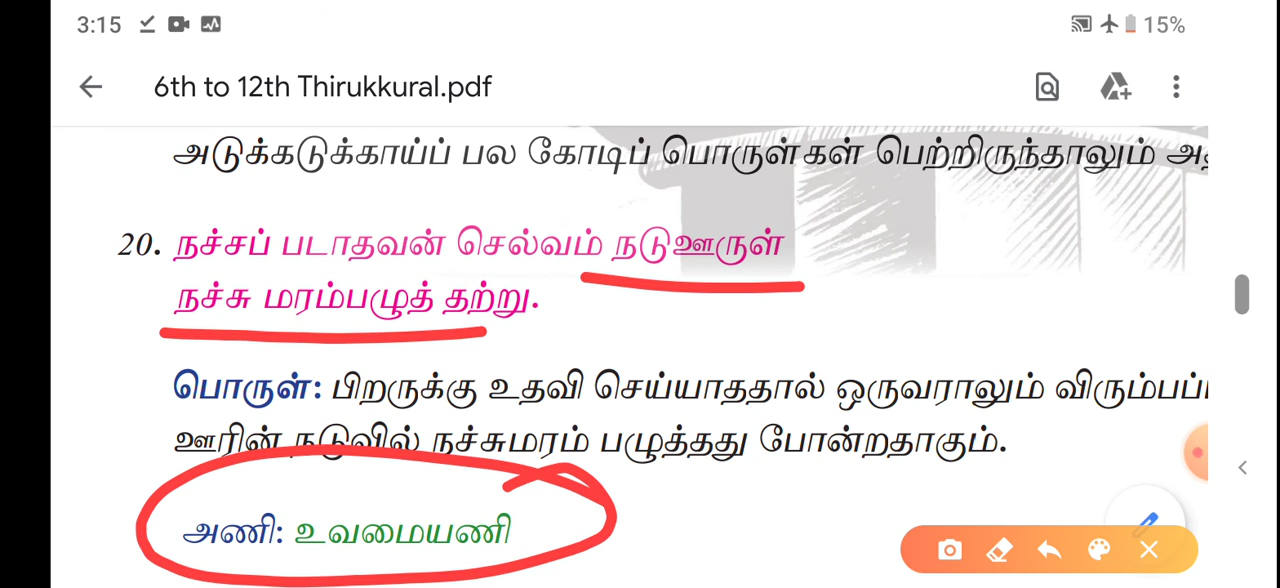 3:15 15%
6th to 12th Thirukkural.pdf
அடுக்கடுக்காய்ப் பல கோடிப் பொருள்கள் பெற்றிருந்தாலும்
20. நச்சப் படாதவன் செல்வம் நடுஊருள்
நச்சு மரம்பழுத் தற்று.
பொருள்: பிறருக்கு உதவி செய்யாததால் ஒருவராலும்
ஊரின் நடுவில் நச்சுமரம் பழுத்தது போன்றதாகும்.
அணி: உவமையணி